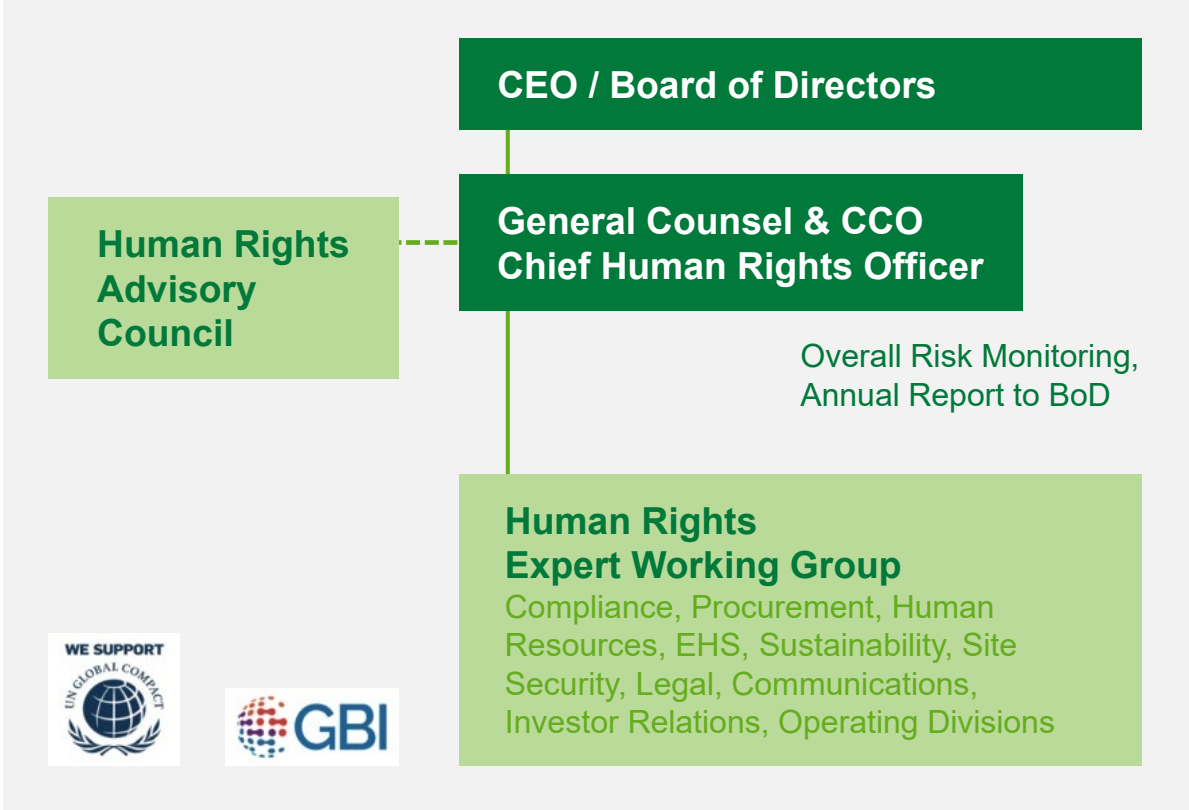 CEO / Board of Directors
General Counsel & CCO
Chief Human Rights Officer
Human Rights
Advisory
Council
Overall Risk Monitoring,
Annual Report to BoD
Human Rights
Expert Working Group
Compliance, Procurement, Human
Resources, EHS, Sustainability, Site
Security, Legal, Communications,
Investor Relations, Operating Divisions
WE SUPPORT
UN GLOBAL COMPACT
GBI